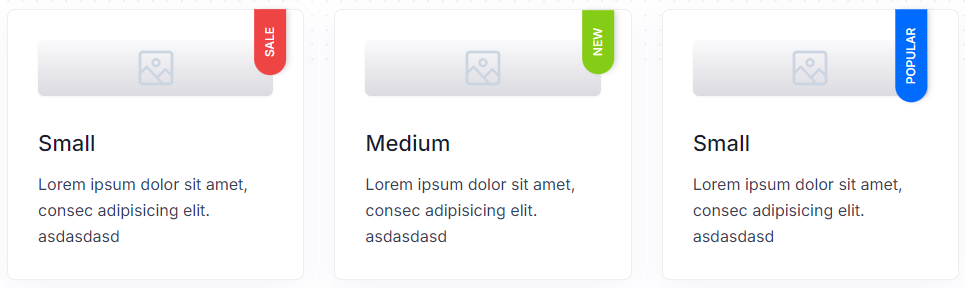 SALE
Small
Lorem ipsum dolor sit amet,
consec adipisicing elit.
asdasdasd
NEW
Medium
Lorem ipsum dolor sit amet,
consec adipisicing elit.
asdasdasd
POPULAR
Small
Lorem ipsum dolor sit amet,
consec adipisicing elit.
asdasdasd